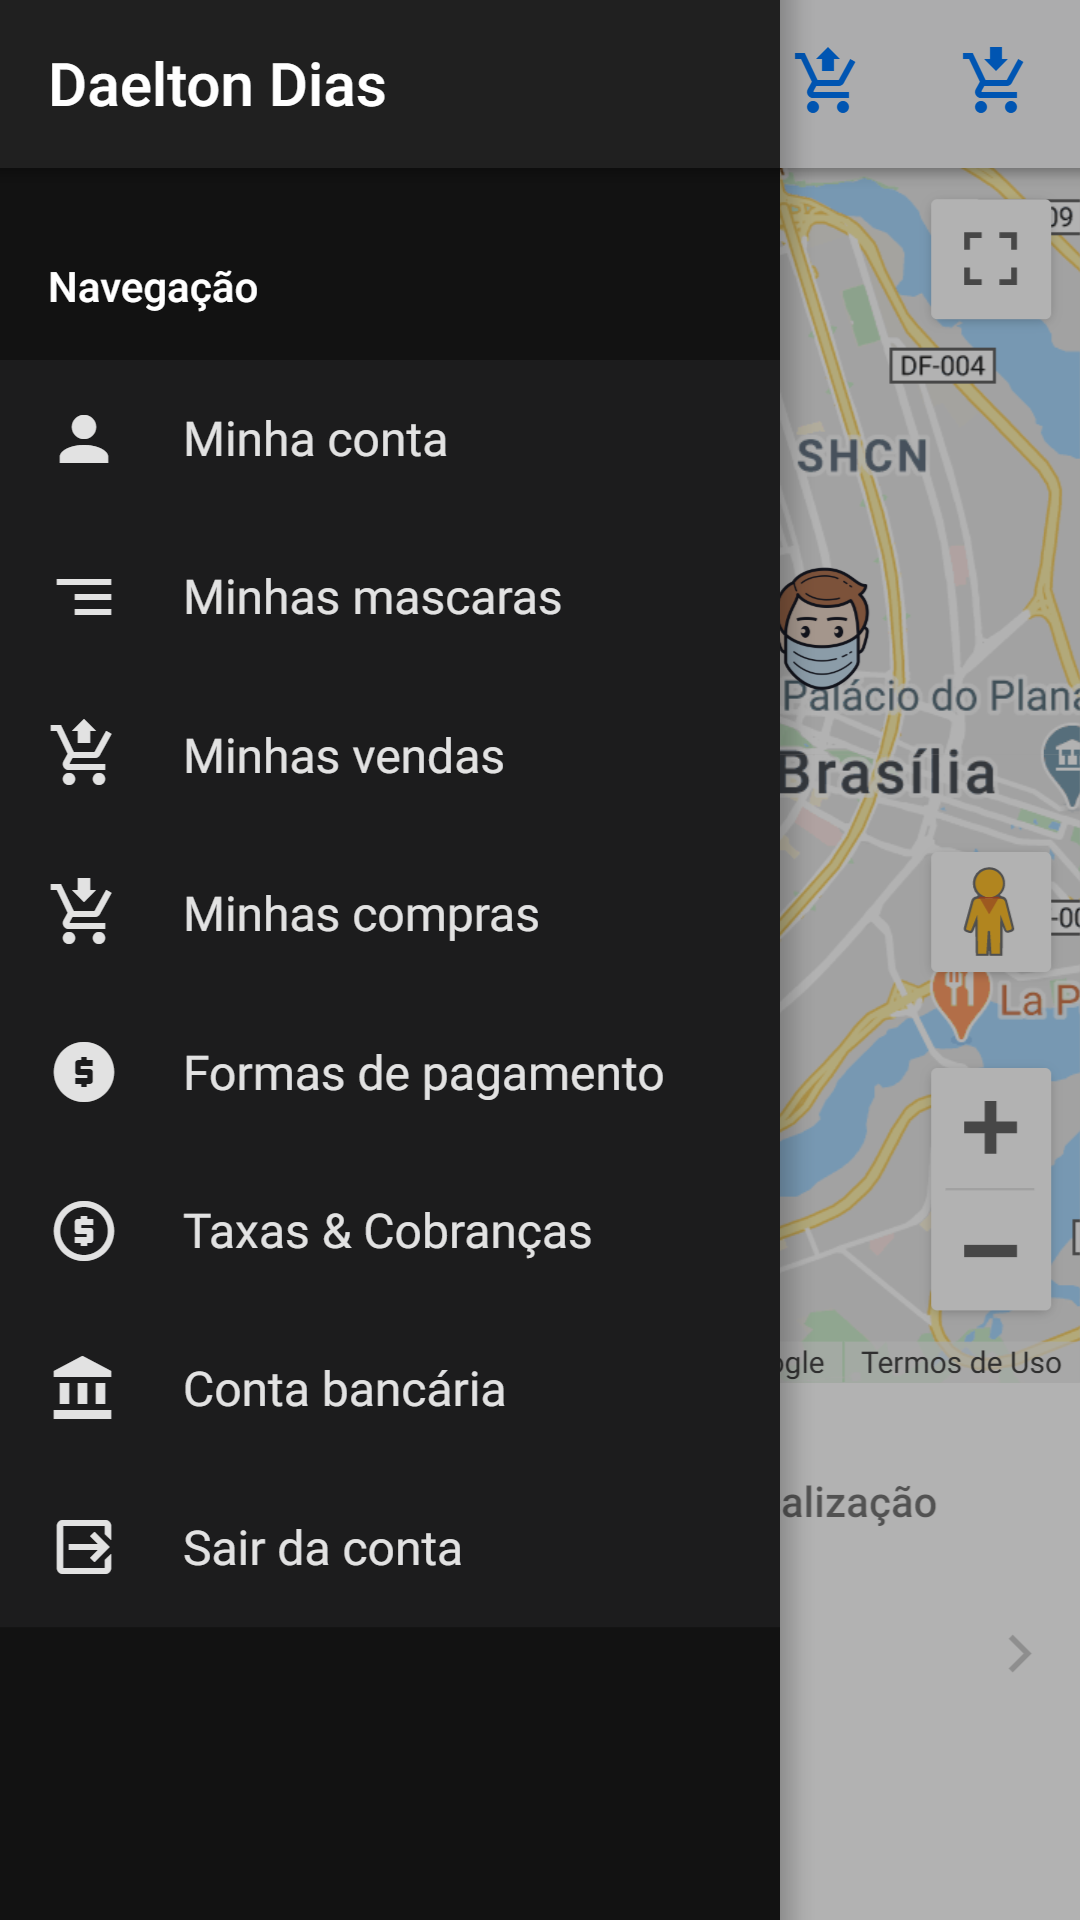 Daelton Dias
Navegação
Minha conta
Minhas mascaras
Minhas vendas
Minhas compras
Formas de pagamento
Taxas & Cobranças
Conta bancária
Sair da conta
09
DF-004
SHCN
Palácio do Plana
Brasília
-00
La P
ogle
Termos de Uso
alização